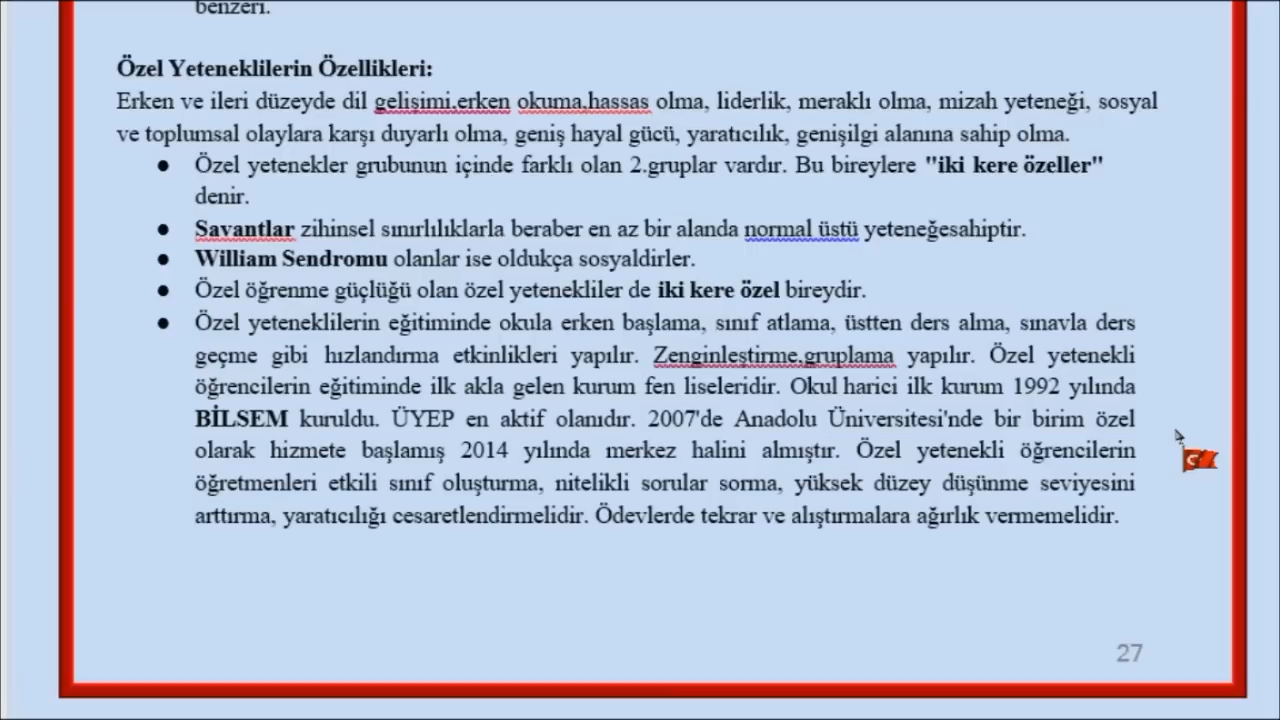 benzeri.
Özel Yeteneklilerin Özellikleri:
Erken ve ileri düzeyde dil gelişimi,erken okuma,hassas olma, liderlik, meraklı olma, mizah yeteneği, sosyal
ve toplumsal olaylara karşı duyarlı olma, geniş hayal gücü, yaratıcılık, genişilgi alanına sahip olma.
● Özel yetenekler grubunun içinde farklı olan 2.gruplar vardır. Bu bireylere "iki kere özeller"
denir.
● Savantlar zihinsel sınırlılıklarla beraber en az bir alanda normal üstü yeteneğesahiptir.
● William Sendromu olanlar ise oldukça sosyaldirler.
● Özel öğrenme güçlüğü olan özel yetenekliler de iki kere özel bireydir.
● Özel yeteneklilerin eğitiminde okula erken başlama, sınıf atlama, üstten ders alma, sınavla ders
geçme gibi hızlandırma etkinlikleri yapılır. Zenginleştirme,gruplama yapılır. Özel yetenekli
öğrencilerin eğitiminde ilk akla gelen kurum fen liseleridir. Okul harici ilk kurum 1992 yılında
BİLSEM kuruldu. ÜYEP en aktif olanıdır. 2007'de Anadolu Üniversitesi'nde bir birim özel
olarak hizmete başlamış 2014 yılında merkez halini almıştır. Özel yetenekli öğrencilerin
öğretmenleri etkili sınıf oluşturma, nitelikli sorular sorma, yüksek düzey düşünme seviyesini
arttırma, yaratıcılığı cesaretlendirmelidir. Ödevlerde tekrar ve alıştırmalara ağırlık vermemelidir.
27